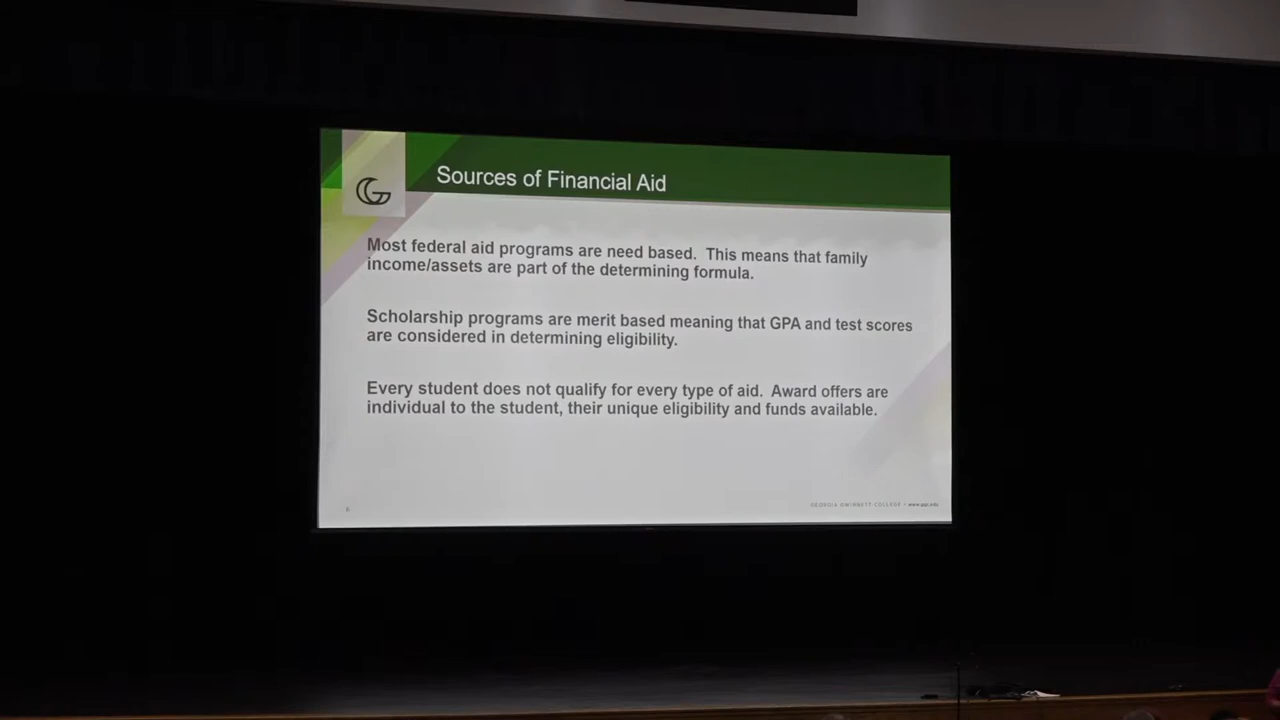 Sources of Financial Aid
Most federal aid programs are need based. This means that family
income/assets are part of the determining formula.
Scholarship programs are merit based meaning that GPA and test scores
are considered in determining eligibility.
Every student does not qualify for every type of aid. Award offers are
individual to the student, their unique eligibility and funds available.
GEORGIA GWINNETT COLLEGE